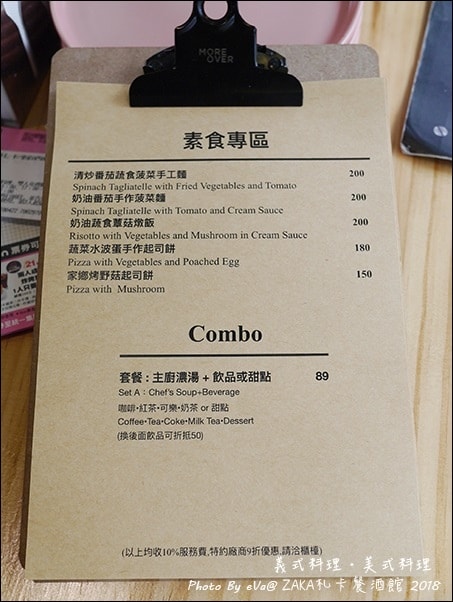 MORE
OVER
素食專區
清炒番茄蔬食菠菜手工麵 200
Spinach Tagliatelle with Fried Vegetables and Tomato
奶油番茄手作菠菜麵 200
Spinach Tagliatelle with Tomato and Cream Sauce
奶油蔬食蕈菇燉飯 200
Risotto with Vegetables and Mushroom in Cream Sauce
蔬菜水波蛋手作起司餅 180
Pizza with Vegetables and Poached Egg
家鄉烤野菇起司餅 150
Pizza with Mushroom
Combo
套餐:主廚濃湯+飲品或甜點 89
Set A:Chef's Soup+Beverage
咖啡•紅茶•可樂•奶茶 or 甜點
Coffee•Tea•Coke•Milk Tea•Dessert
(換後面飲品可折抵50)
(以上均收10%服務費,特約廠商9折優惠,請洽櫃檯)
義式料理。美式料理
Photo By eVa@ ZAKA札卡餐酒館 2018